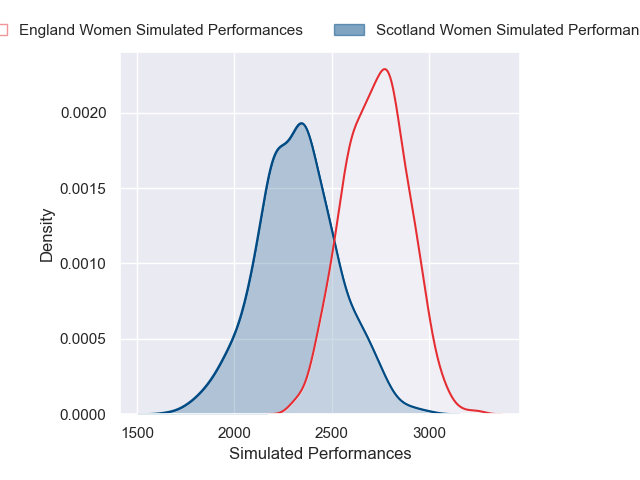 England Women Simulated Performances
Scotland Women Simulated Performan
0.0020
0.0015
0.0010
0.0005
0.0000
Density
1500 2000 2500 3000
Simulated Performances